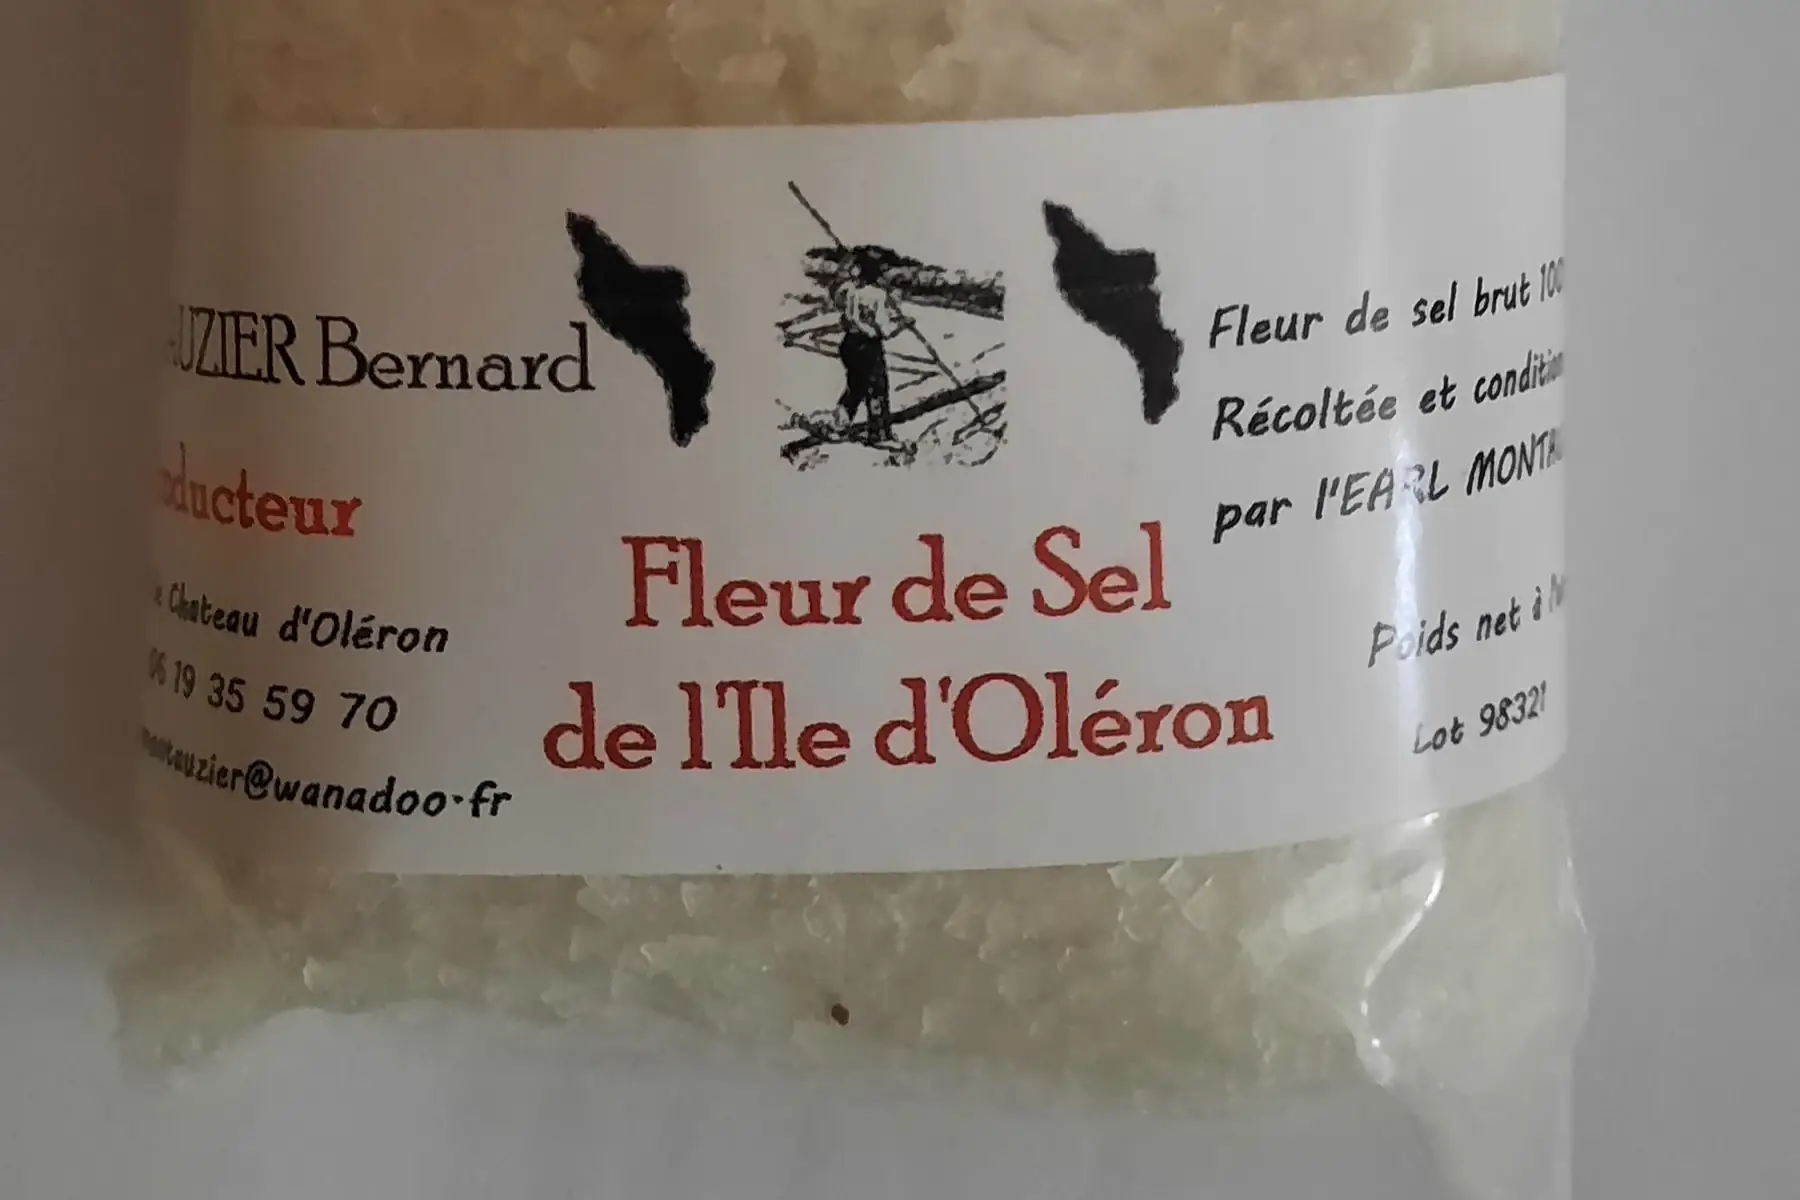 UZIER Bernard
ducteur
Chateau d'Oléron
06 19 35 59 70
montauzier@wanadoo.fr
Fleur de Sel
de l'Ile d'Oléron
Fleur de sel brut 100
Récoltée et condition
par l'EARL MONTA
Poids net à
Lot 98321